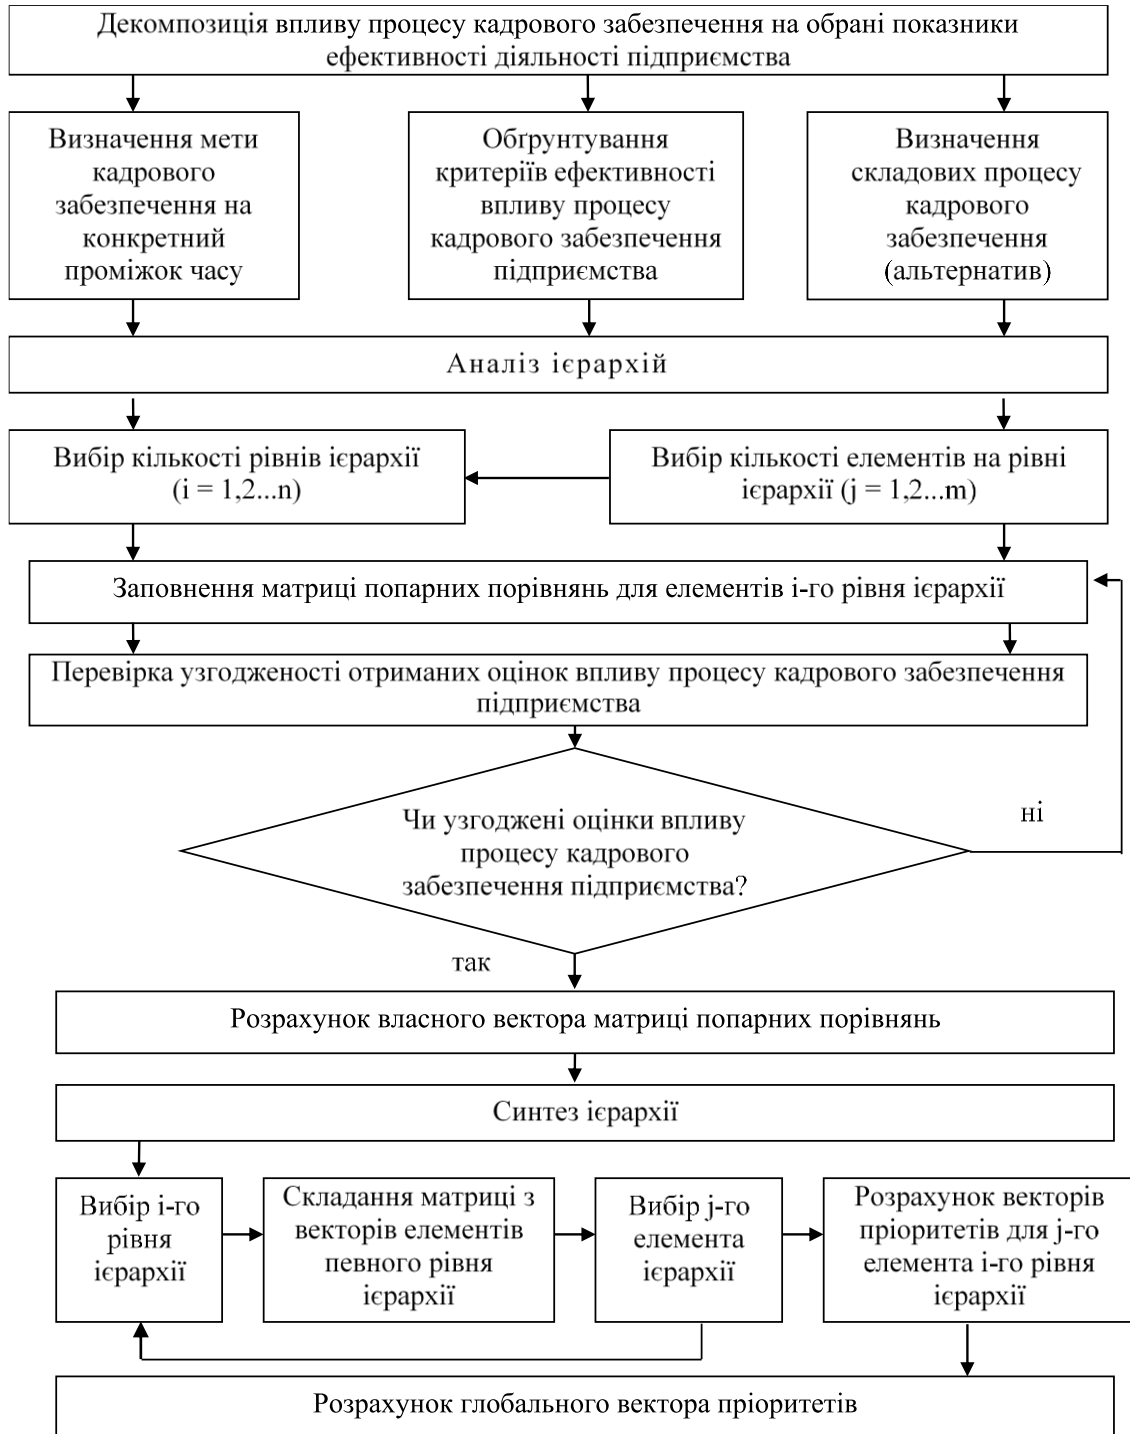 Декомпозиція впливу процесу кадрового забезпечення на обрані показники
ефективності діяльності підприємства
Визначення мети
кадрового
забезпечення на
конкретний
проміжок часу
Обґрунтування
критеріїв ефективності
впливу процесу
кадрового забезпечення
підприємства
Визначення
складових процесу
кадрового
забезпечення
(альтернатив)
Аналіз ієрархій
Вибір кількості рівнів ієрархії
(i = 1,2...n)
Вибір кількості елементів на рівні
ієрархії (j = 1,2...m)
Заповнення матриці попарних порівнянь для елементів і-го рівня ієрархії
Перевірка узгодженості отриманих оцінок впливу процесу кадрового забезпечення
підприємства
Чи узгоджені оцінки впливу
процесу кадрового
забезпечення підприємства?
ні
так
Розрахунок власного вектора матриці попарних порівнянь
Синтез ієрархії
Вибір і-го
рівня
ієрархії
Складання матриці з
векторів елементів
певного рівня
ієрархії
Вибір j-го
елемента
ієрархії
Розрахунок векторів
пріоритетів для j-го
елемента і-го рівня
ієрархії
Розрахунок глобального вектора пріоритетів